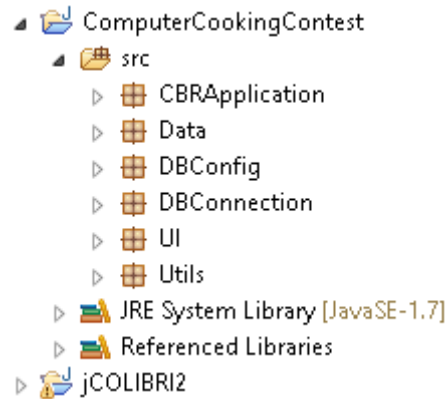 ComputerCookingContest
src
CBRApplication
Data
DBConfig
DBConnection
UI
Utils
JRE System Library [JavaSE-1.7]
Referenced Libraries
jCOLIBRI2